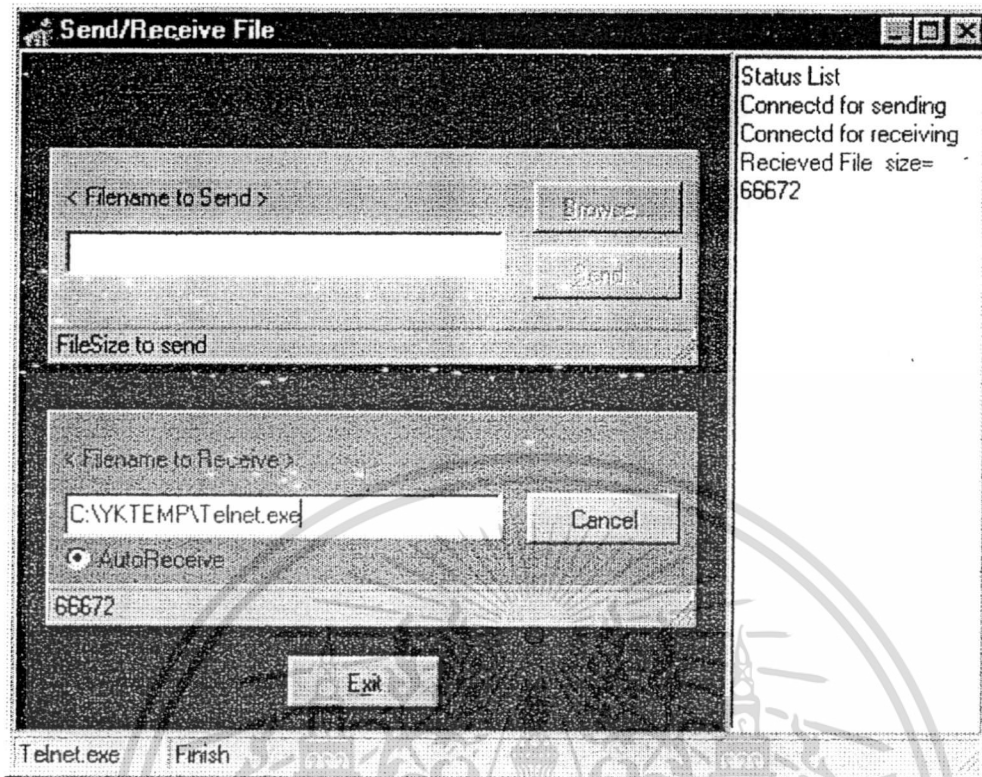 Send/Receive File
< Filename to Send >
Browse
Send
FileSize to send
< Filename to Receive >
C:\YKTEMP\Telnet.exe
Cancel
AutoReceive
66672
Exit
Status List
Connectd for sending
Connectd for receiving
Recieved File size=
66672
Telnet.exe
Finish